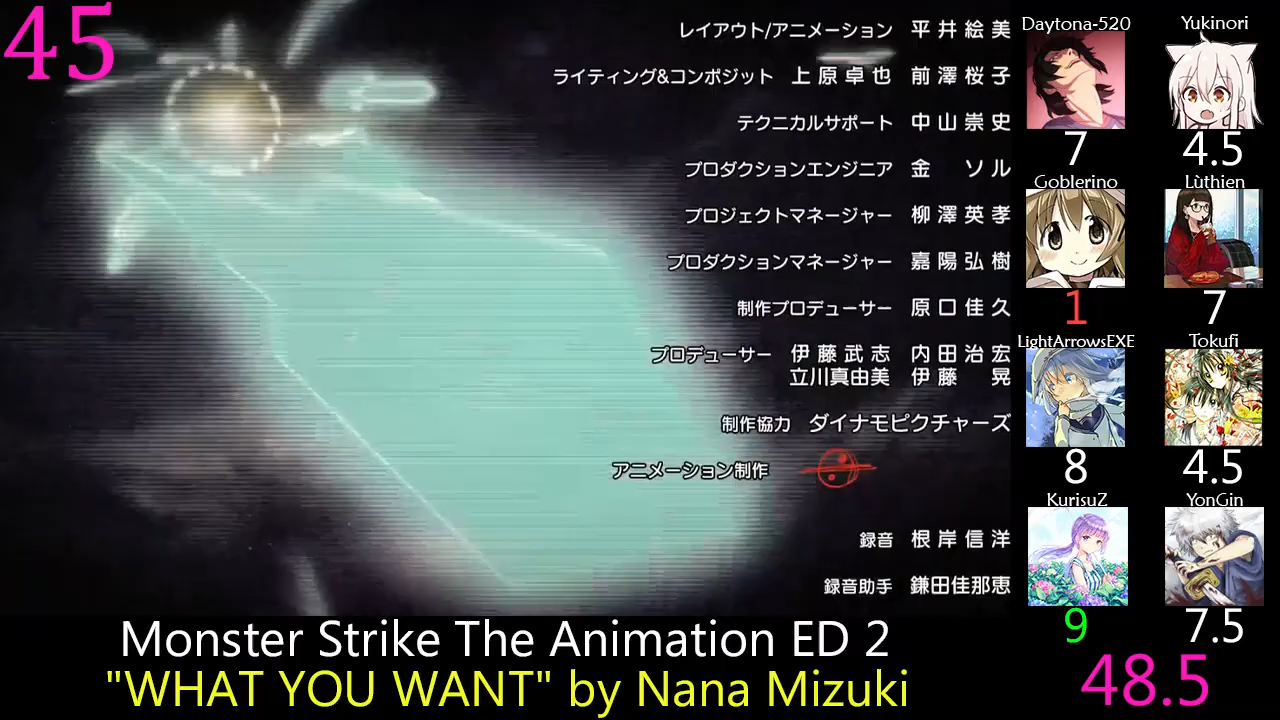 45
レイアウト/アニメーション 平井絵美
ライティング&コンポジット 上原卓也 前澤桜子
テクニカルサポート 中山崇史
プロダクションエンジニア 金 ソル
プロジェクトマネージャー 柳澤英孝
プロダクションマネージャー 嘉陽弘樹
制作プロデューサー 原口佳久
プロデューサー 伊藤武志 内田治宏
立川真由美 伊藤 晃
制作協力 ダイナモピクチャーズ
アニメーション制作
録音 根岸信洋
録音助手 鎌田佳那恵
Daytona-520 Yukinori
7 4.5
Goblerino Lùthien
1 7
LightArrowsEXE Tokufi
8 4.5
KurisuZ YonGin
9 7.5
Monster Strike The Animation ED 2
"WHAT YOU WANT" by Nana Mizuki
48.5